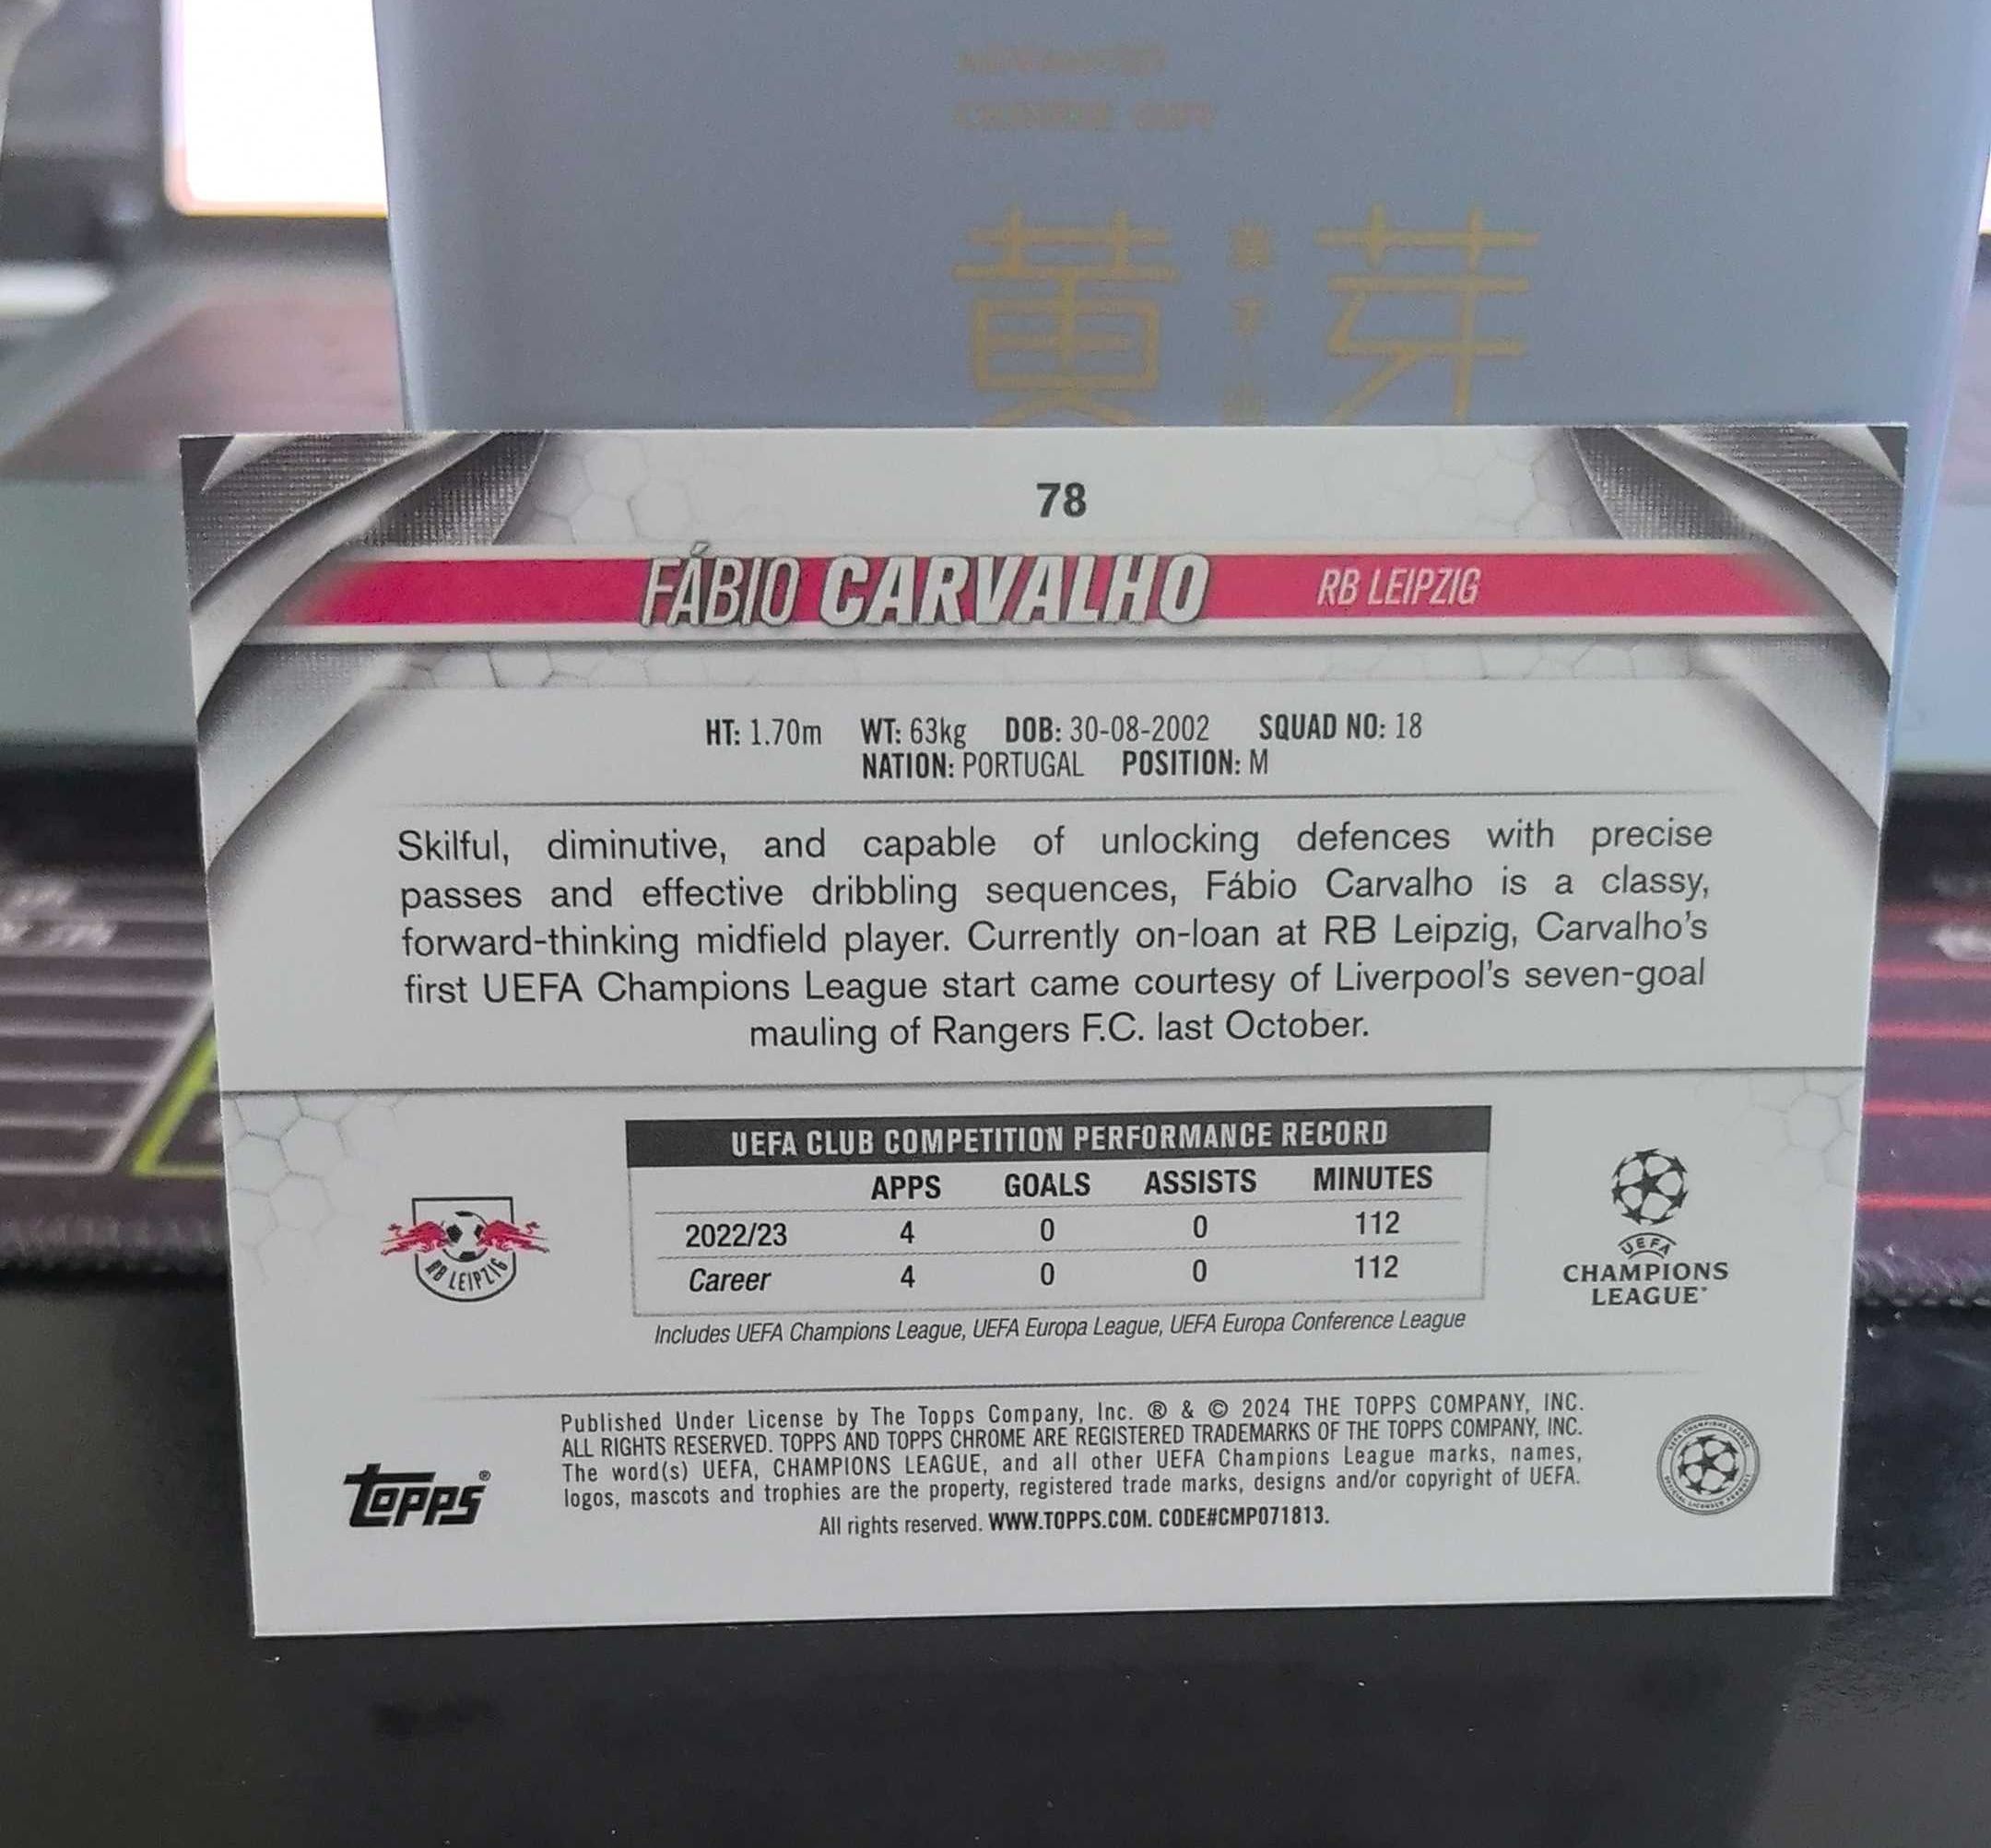 黄 芽
78
FÁBIO CARVALHO RB LEIPZIG
HT: 1.70m WT: 63kg DOB: 30-08-2002 SQUAD NO: 18
NATION: PORTUGAL POSITION: M
Skilful, diminutive, and capable of unlocking defences with precise
passes and effective dribbling sequences, Fábio Carvalho is a classy,
forward-thinking midfield player. Currently on-loan at RB Leipzig, Carvalho's
first UEFA Champions League start came courtesy of Liverpool's seven-goal
mauling of Rangers F.C. last October.
UEFA CLUB COMPETITION PERFORMANCE RECORD
APPS GOALS ASSISTS MINUTES
2022/23 4 0 0 112
Career 4 0 0 112
Includes UEFA Champions League, UEFA Europa League, UEFA Europa Conference League
RB LEIPZIG
UEFA
CHAMPIONS
LEAGUE
Published Under License by The Topps Company, Inc. ® & © 2024 THE TOPPS COMPANY, INC.
ALL RIGHTS RESERVED. TOPPS AND TOPPS CHROME ARE REGISTERED TRADEMARKS OF THE TOPPS COMPANY, INC.
The word(s) UEFA, CHAMPIONS LEAGUE, and all other UEFA Champions League marks, names,
logos, mascots and trophies are the property, registered trade marks, designs and/or copyright of UEFA.
All rights reserved. WWW.TOPPS.COM. CODE#CMP071813.
Topps®